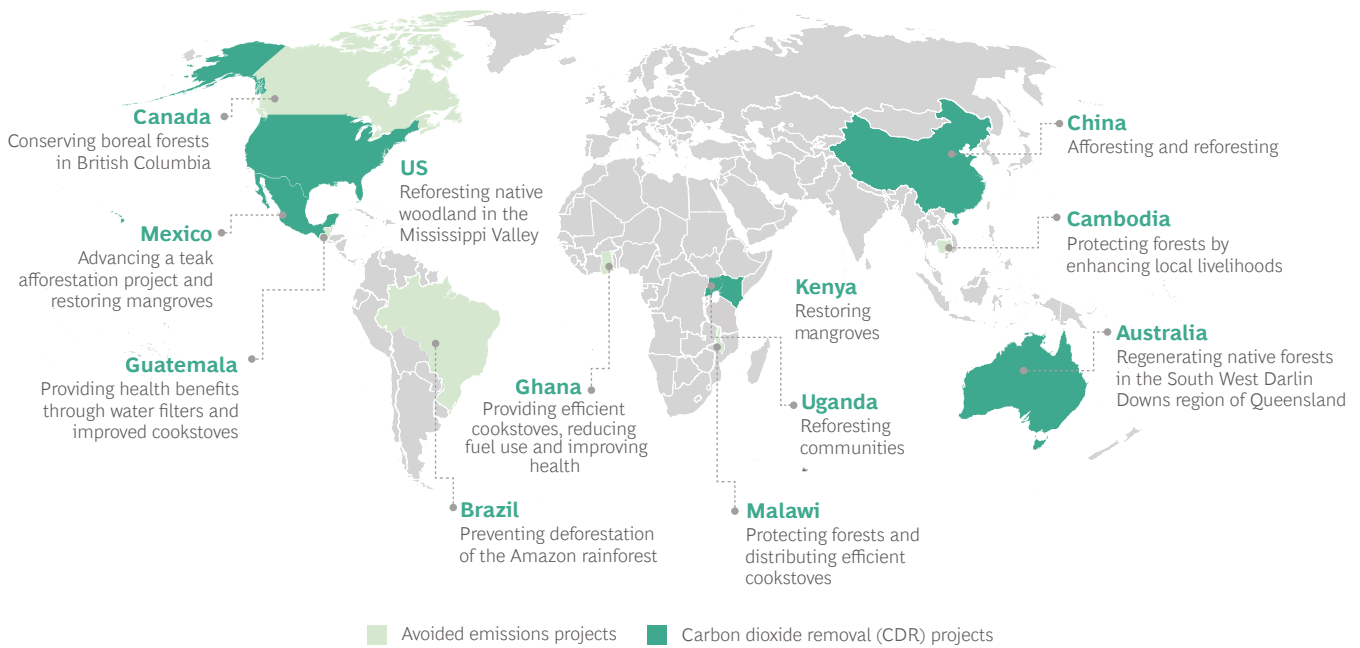 Canada
Conserving boreal forests
in British Columbia
US
Reforesting native
woodland in the
Mississippi Valley
Mexico
Advancing a teak
afforestation project and
restoring mangroves
Guatemala
Providing health benefits
through water filters and
improved cookstoves
Brazil
Preventing deforestation
of the Amazon rainforest
Ghana
Providing efficient
cookstoves, reducing
fuel use and improving
health
Kenya
Restoring
mangroves
Uganda
Reforesting
communities
Malawi
Protecting forests and
distributing efficient
cookstoves
China
Afforesting and reforesting
Cambodia
Protecting forests by
enhancing local livelihoods
Australia
Regenerating native forests
in the South West Darlin
Downs region of Queensland
Avoided emissions projects
Carbon dioxide removal (CDR) projects